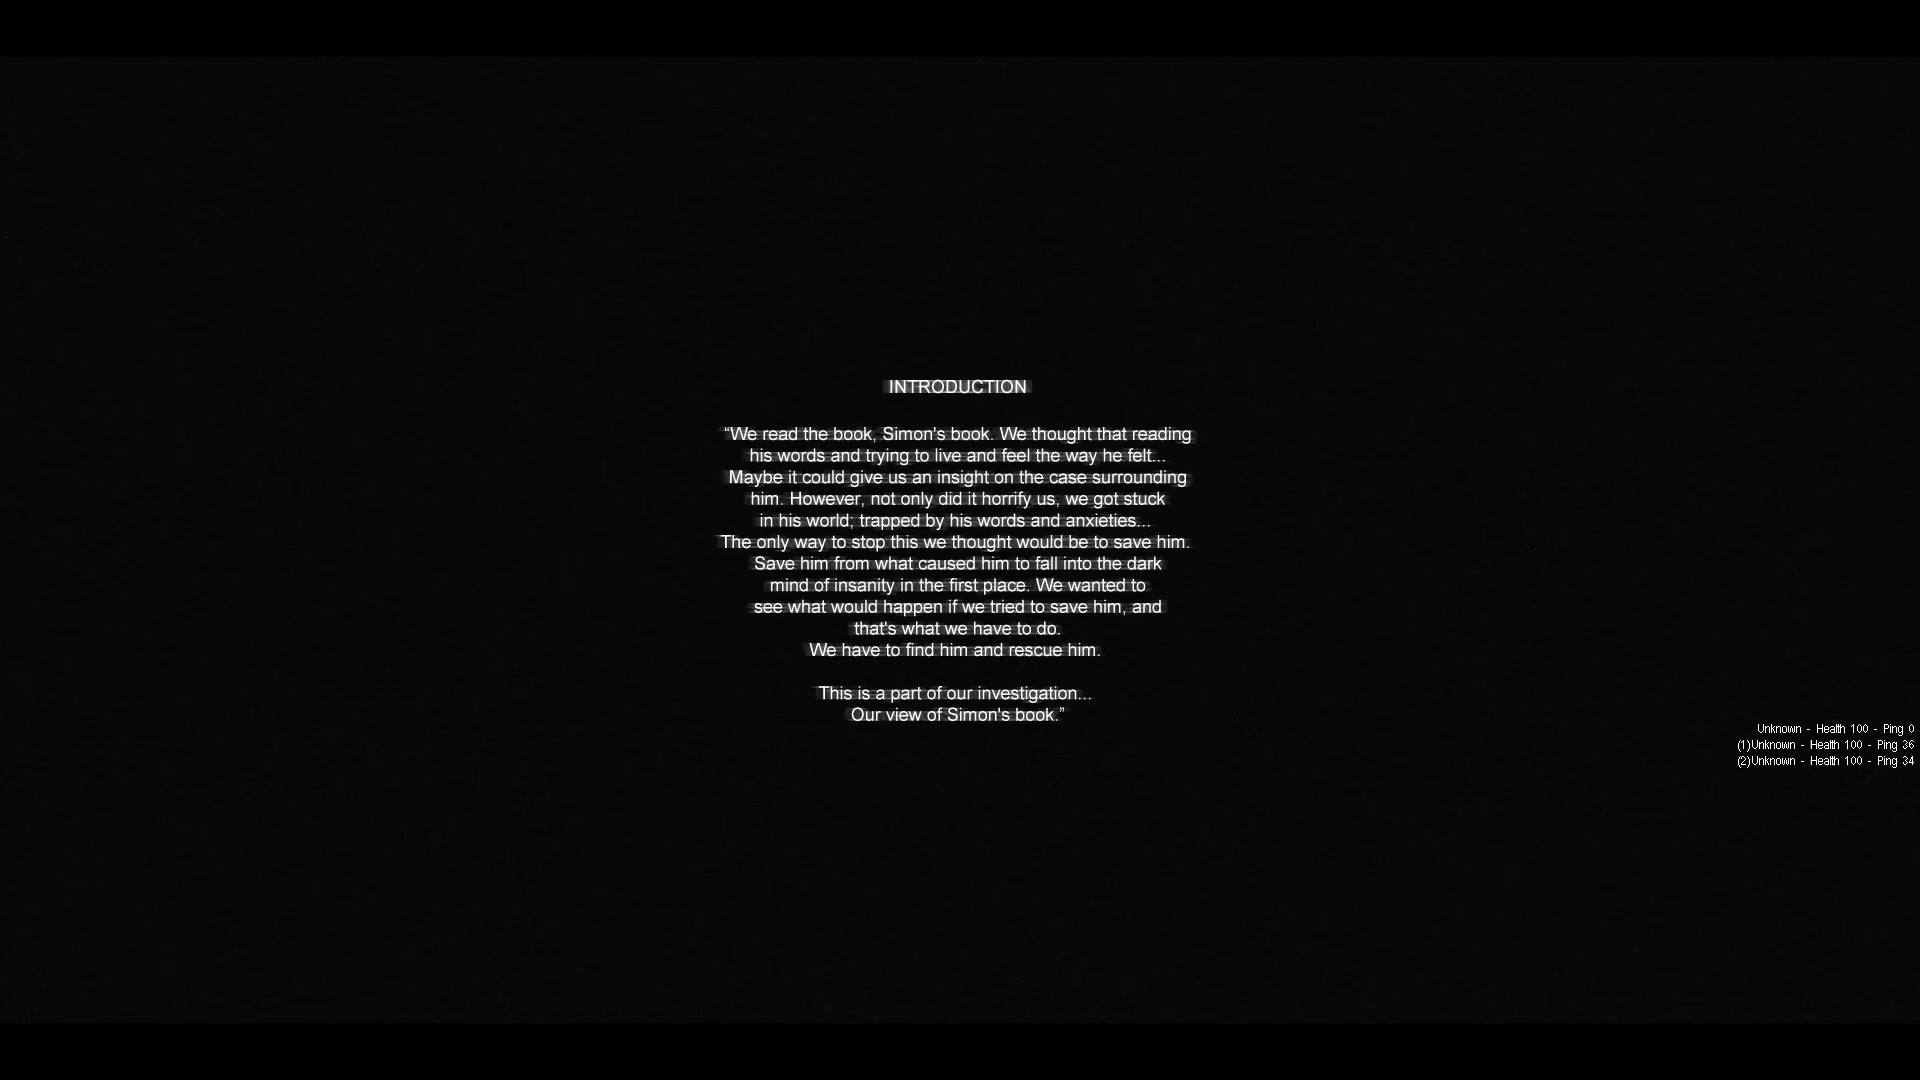 INTRODUCTION
“We read the book, Simon's book. We thought that reading
his words and trying to live and feel the way he felt...
Maybe it could give us an insight on the case surrounding
him. However, not only did it horrify us, we got stuck
in his world; trapped by his words and anxieties...
The only way to stop this we thought would be to save him.
Save him from what caused him to fall into the dark
mind of insanity in the first place. We wanted to
see what would happen if we tried to save him, and
that's what we have to do.
We have to find him and rescue him.
This is a part of our investigation...
Our view of Simon's book.”
Unknown - Health 100 - Ping 0
(1)Unknown - Health 100 - Ping 36
(2)Unknown - Health 100 - Ping 34